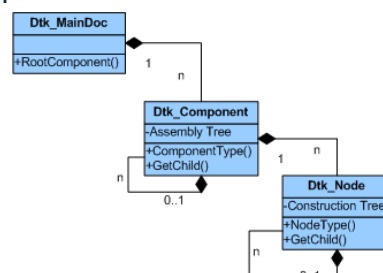 Dtk_MainDoc
+RootComponent()
1
n
Dtk_Component
-Assembly Tree
+ComponentType()
+GetChild()
n
0..1
1
n
Dtk_Node
-Construction Tree
+NodeType()
+GetChild()
n